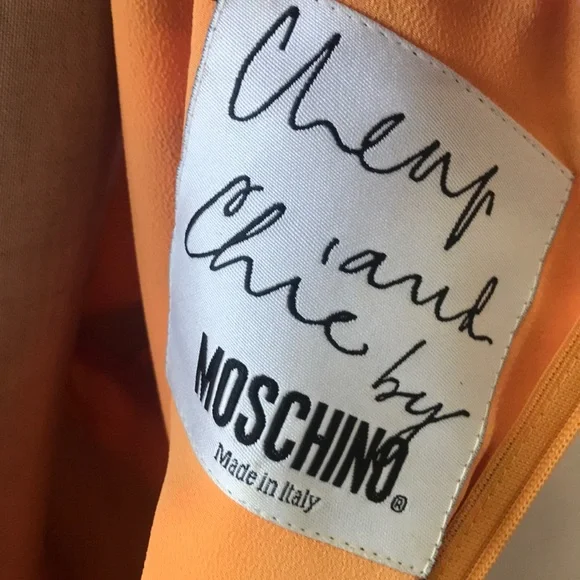 Cheap
and
Chic by
MOSCHINO®
Made in Italy